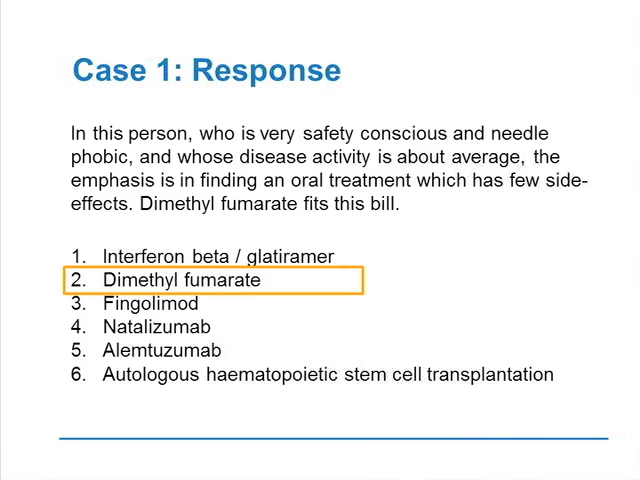 Case 1: Response
In this person, who is very safety conscious and needle
phobic, and whose disease activity is about average, the
emphasis is in finding an oral treatment which has few side-
effects. Dimethyl fumarate fits this bill.
1. Interferon beta / glatiramer
2. Dimethyl fumarate
3. Fingolimod
4. Natalizumab
5. Alemtuzumab
6. Autologous haematopoietic stem cell transplantation